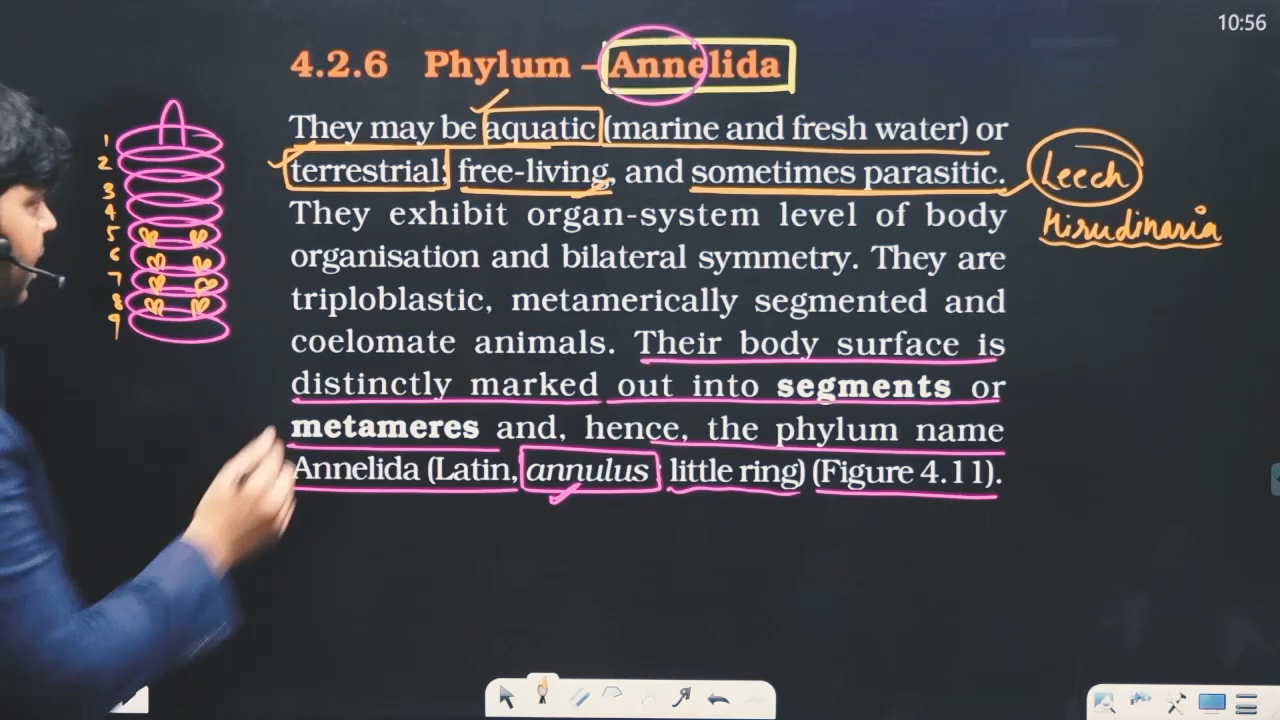 10:56
4.2.6 Phylum – Annelida
They may be aquatic (marine and fresh water) or
terrestrial; free-living, and sometimes parasitic.
Leech
They exhibit organ-system level of body
Hirudinaria
organisation and bilateral symmetry. They are
triploblastic, metamerically segmented and
coelomate animals. Their body surface is
distinctly marked out into segments or
metameres and, hence, the phylum name
Annelida (Latin, annulus : little ring) (Figure 4.11).
1
2
3
4
5
6
7
8
9